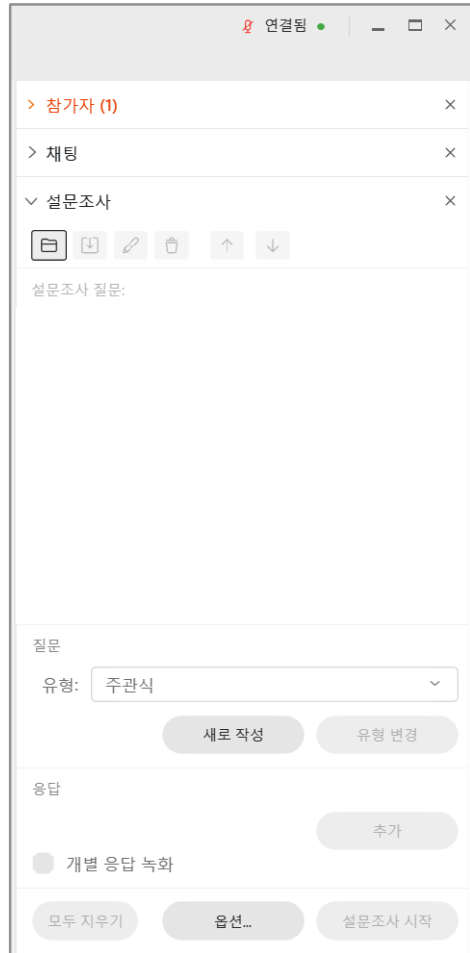 연결됨
참가자 (1)
채팅
설문조사
설문조사 질문:
질문
유형: 주관식
새로 작성 유형 변경
응답
추가
개별 응답 녹화
모두 지우기 옵션... 설문조사 시작